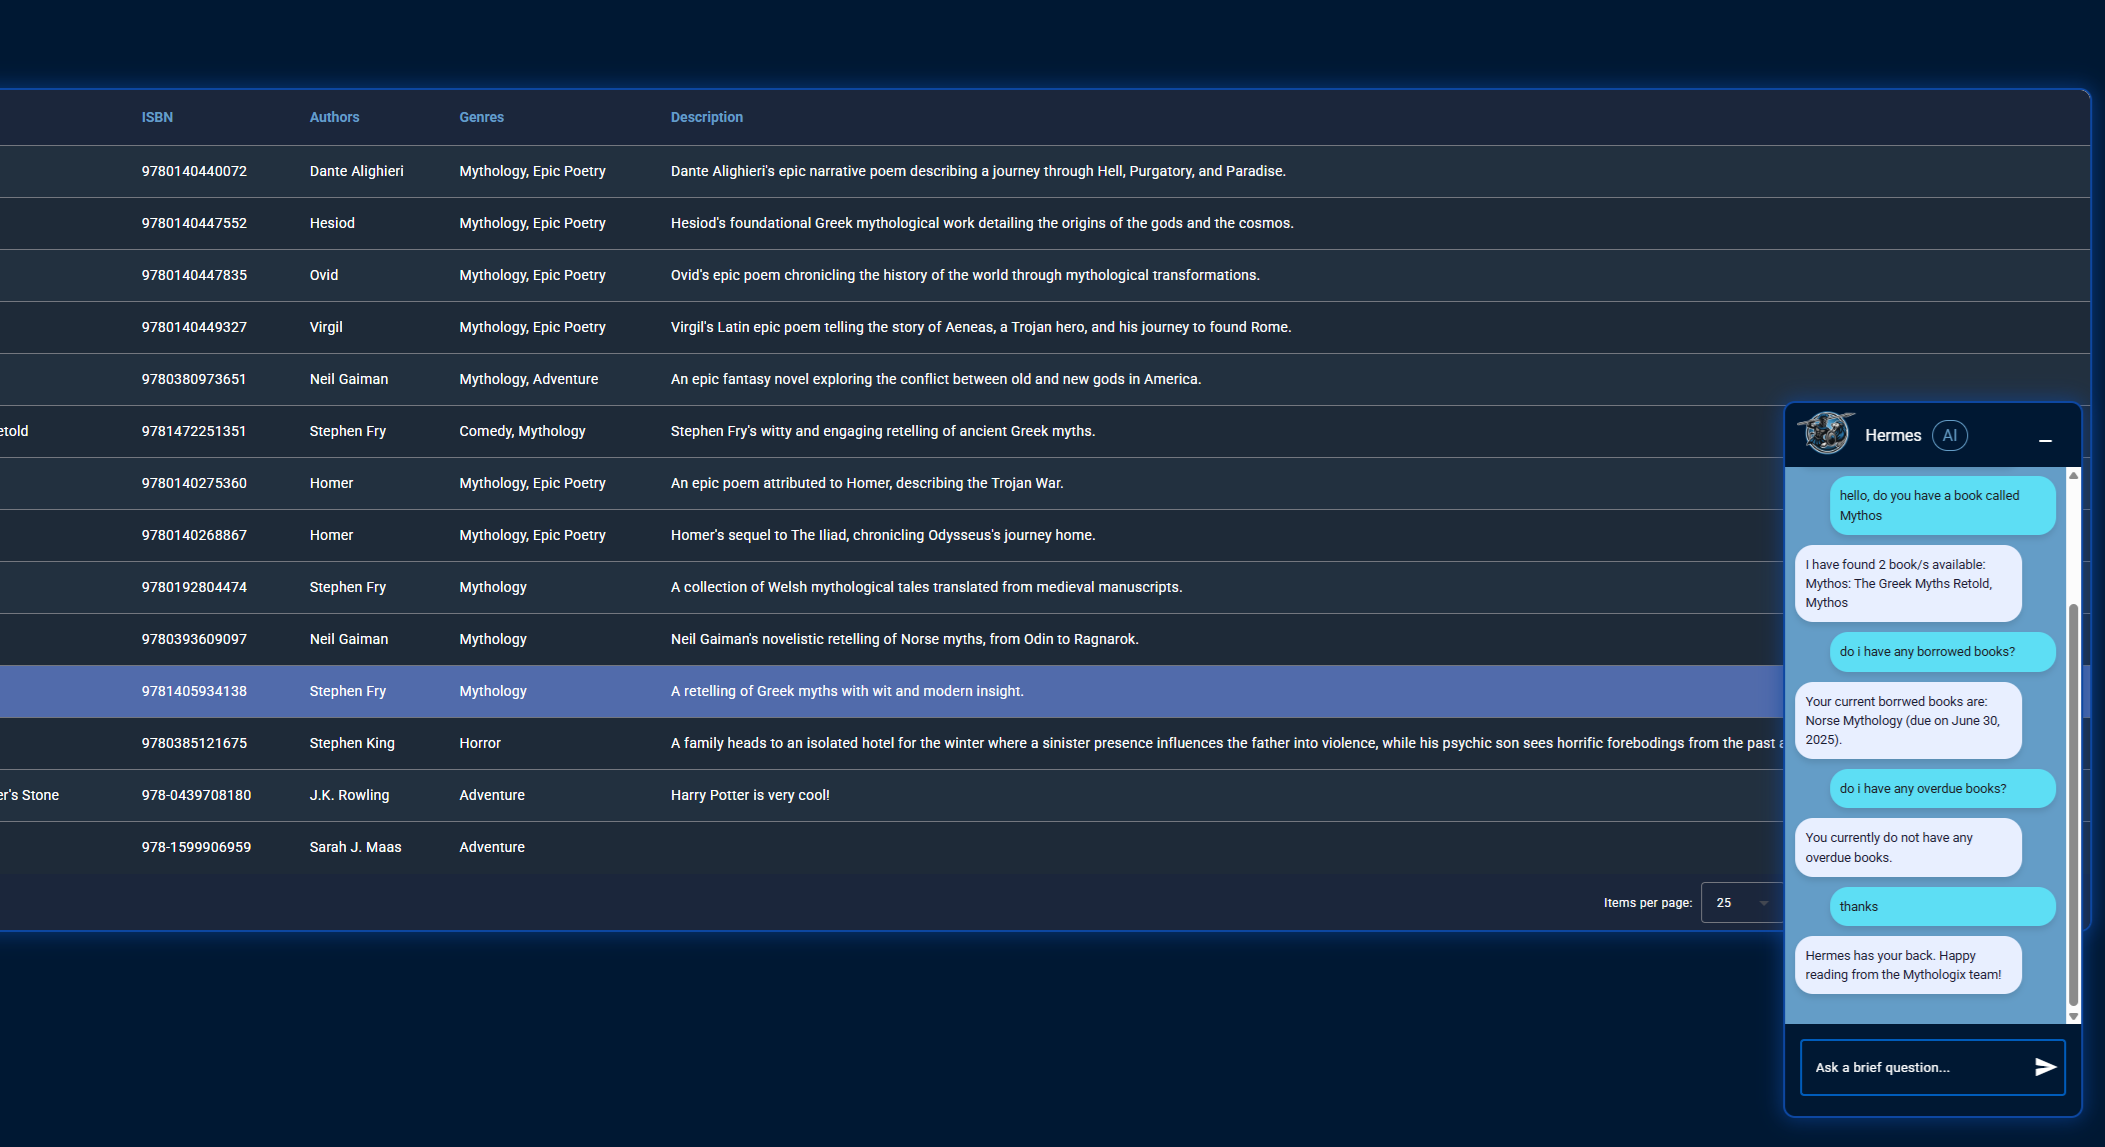 ISBN Authors Genres Description
9780140440072 Dante Alighieri Mythology, Epic Poetry Dante Alighieri's epic narrative poem describing a journey through Hell, Purgatory, and Paradise.
9780140447552 Hesiod Mythology, Epic Poetry Hesiod's foundational Greek mythological work detailing the origins of the gods and the cosmos.
9780140447835 Ovid Mythology, Epic Poetry Ovid's epic poem chronicling the history of the world through mythological transformations.
9780140449327 Virgil Mythology, Epic Poetry Virgil's Latin epic poem telling the story of Aeneas, a Trojan hero, and his journey to found Rome.
9780380973651 Neil Gaiman Mythology, Adventure An epic fantasy novel exploring the conflict between old and new gods in America.
etold 9781472251351 Stephen Fry Comedy, Mythology Stephen Fry's witty and engaging retelling of ancient Greek myths.
9780140275360 Homer Mythology, Epic Poetry An epic poem attributed to Homer, describing the Trojan War.
9780140268867 Homer Mythology, Epic Poetry Homer's sequel to The Iliad, chronicling Odysseus's journey home.
9780192804474 Stephen Fry Mythology A collection of Welsh mythological tales translated from medieval manuscripts.
9780393609097 Neil Gaiman Mythology Neil Gaiman's novelistic retelling of Norse myths, from Odin to Ragnarok.
9781405934138 Stephen Fry Mythology A retelling of Greek myths with wit and modern insight.
9780385121675 Stephen King Horror A family heads to an isolated hotel for the winter where a sinister presence influences the father into violence, while his psychic son sees horrific forebodings from the past
er's Stone 978-0439708180 J.K. Rowling Adventure Harry Potter is very cool!
978-1599906959 Sarah J. Maas Adventure
Items per page: 25
Hermes AI
hello, do you have a book called
Mythos
I have found 2 book/s available:
Mythos: The Greek Myths Retold,
Mythos
do i have any borrowed books?
Your current borrwed books are:
Norse Mythology (due on June 30,
2025).
do i have any overdue books?
You currently do not have any
overdue books.
thanks
Hermes has your back. Happy
reading from the Mythologix team!
Ask a brief question...